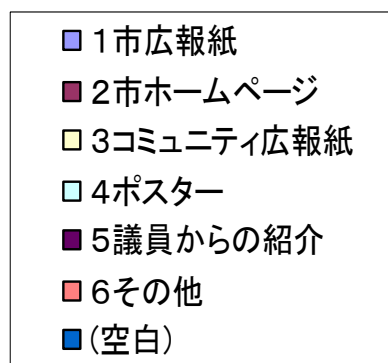 1市広報紙
2市ホームページ
3コミュニティ広報紙
4ポスター
5議員からの紹介
6その他
(空白)